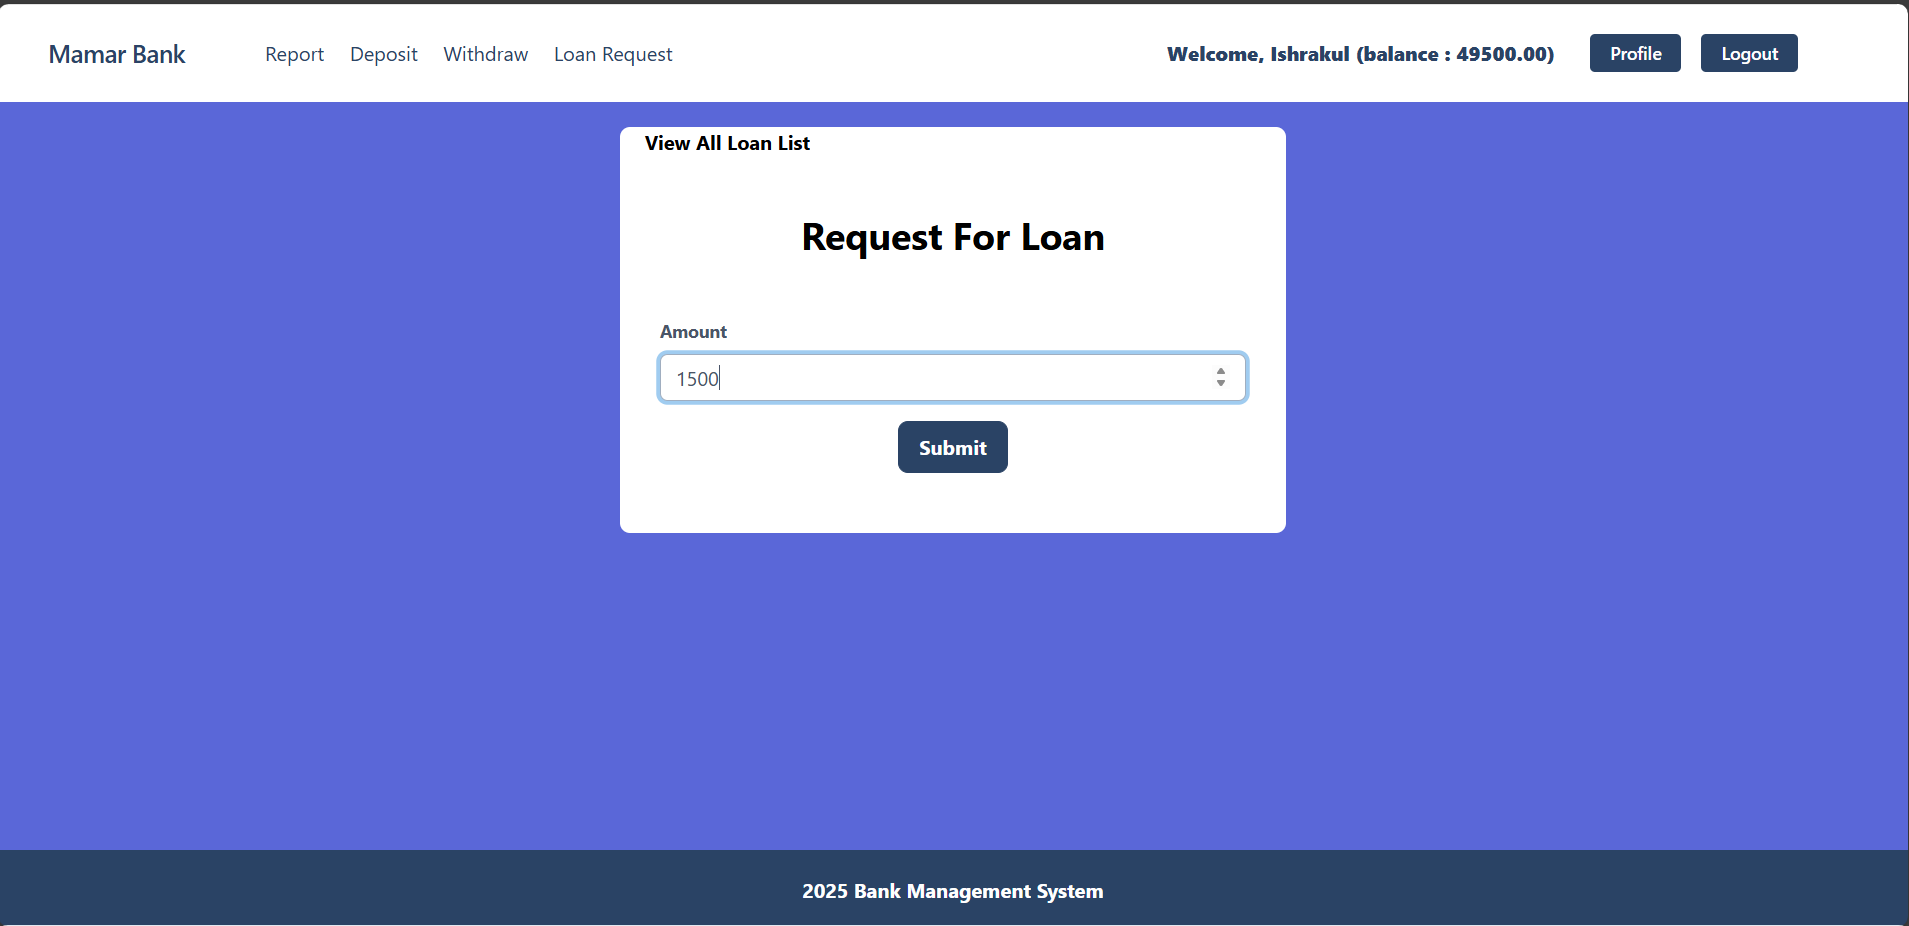 Mamar Bank Report Deposit Withdraw Loan Request Welcome, Ishrakul (balance : 49500.00) Profile Logout
View All Loan List
Request For Loan
Amount
1500
Submit
2025 Bank Management System